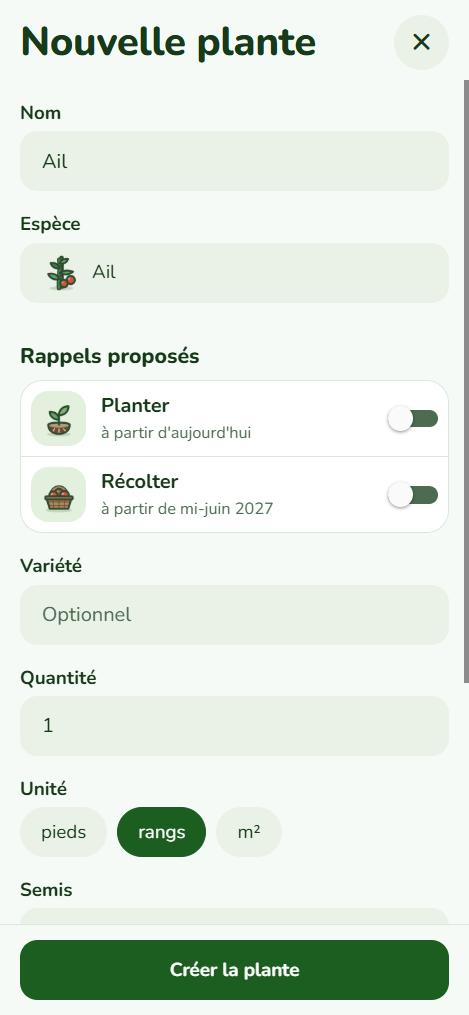 Nouvelle plante
Nom
Ail
Espèce
Ail
Rappels proposés
Planter
à partir d'aujourd'hui
Récolter
à partir de mi-juin 2027
Variété
Optionnel
Quantité
1
Unité
pieds rangs m²
Semis
Créer la plante